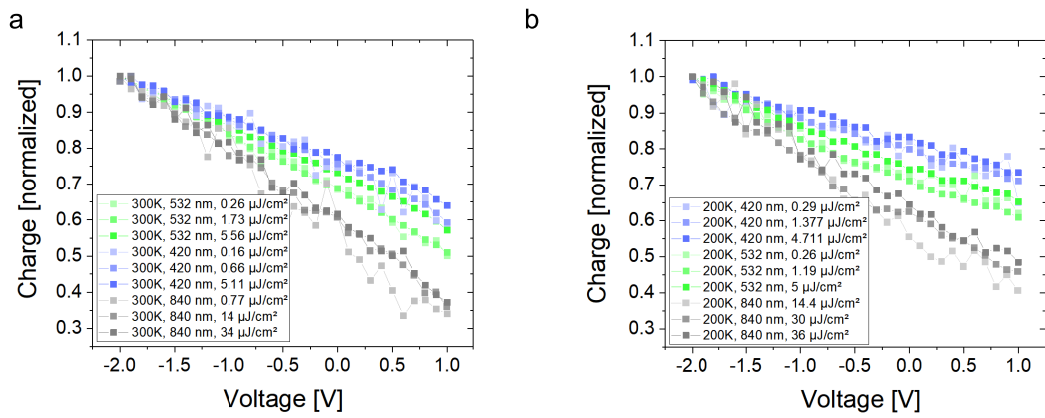 a
1.1
1.0
0.9
0.8
0.7
0.6
0.5
0.4
0.3
Charge [normalized]
300K, 532 nm, 0.26 µJ/cm²
300K, 532 nm, 1.73 µJ/cm²
300K, 532 nm, 5.56 µJ/cm²
300K, 420 nm, 0.16 µJ/cm²
300K, 420 nm, 0.66 µJ/cm²
300K, 420 nm, 5.11 µJ/cm²
300K, 840 nm, 0.77 µJ/cm²
300K, 840 nm, 14 µJ/cm²
300K, 840 nm, 34 µJ/cm²
-2.0 -1.5 -1.0 -0.5 0.0 0.5 1.0
Voltage [V]
b
1.1
1.0
0.9
0.8
0.7
0.6
0.5
0.4
0.3
Charge [normalized]
200K, 420 nm, 0.29 µJ/cm²
200K, 420 nm, 1.377 µJ/cm²
200K, 420 nm, 4.711 µJ/cm²
200K, 532 nm, 0.26 µJ/cm²
200K, 532 nm, 1.19 µJ/cm²
200K, 532 nm, 5 µJ/cm²
200K, 840 nm, 14.4 µJ/cm²
200K, 840 nm, 30 µJ/cm²
200K, 840 nm, 36 µJ/cm²
-2.0 -1.5 -1.0 -0.5 0.0 0.5 1.0
Voltage [V]